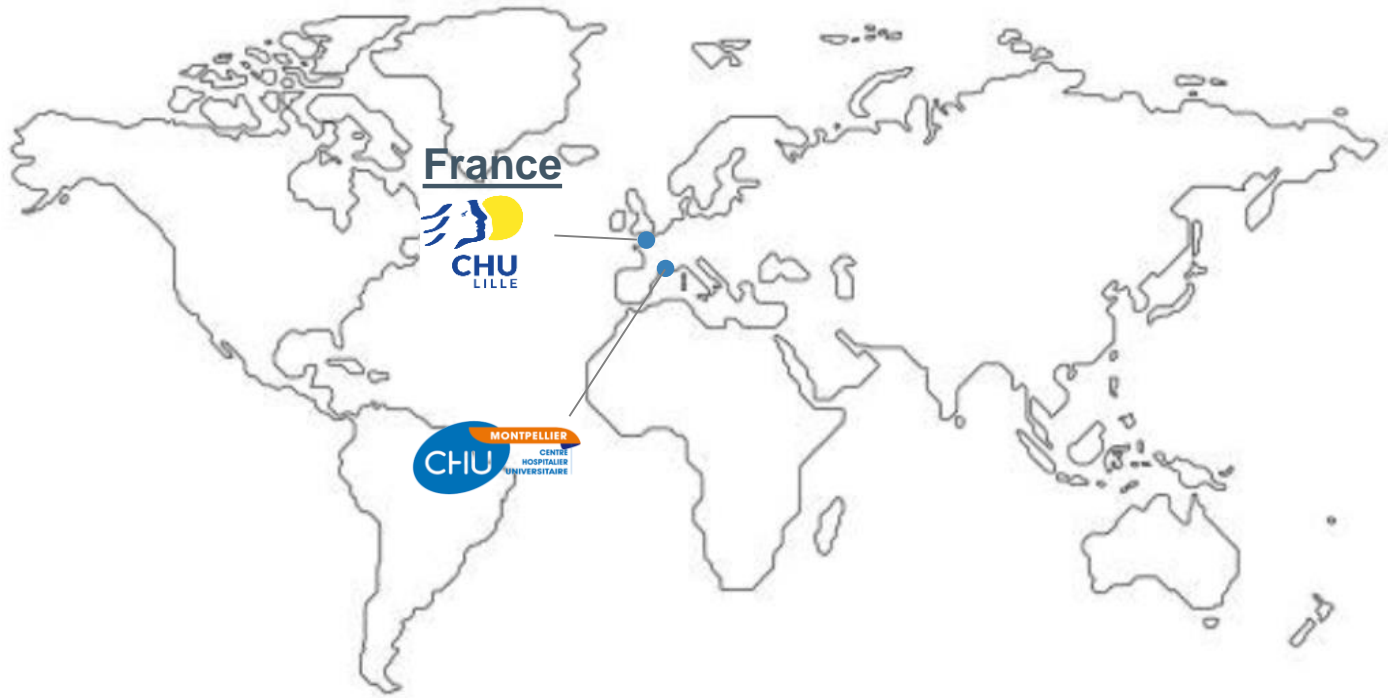 France
CHU
LILLE
MONTPELLIER
CHU
CENTRE
HOSPITALIER
UNIVERSITAIRE